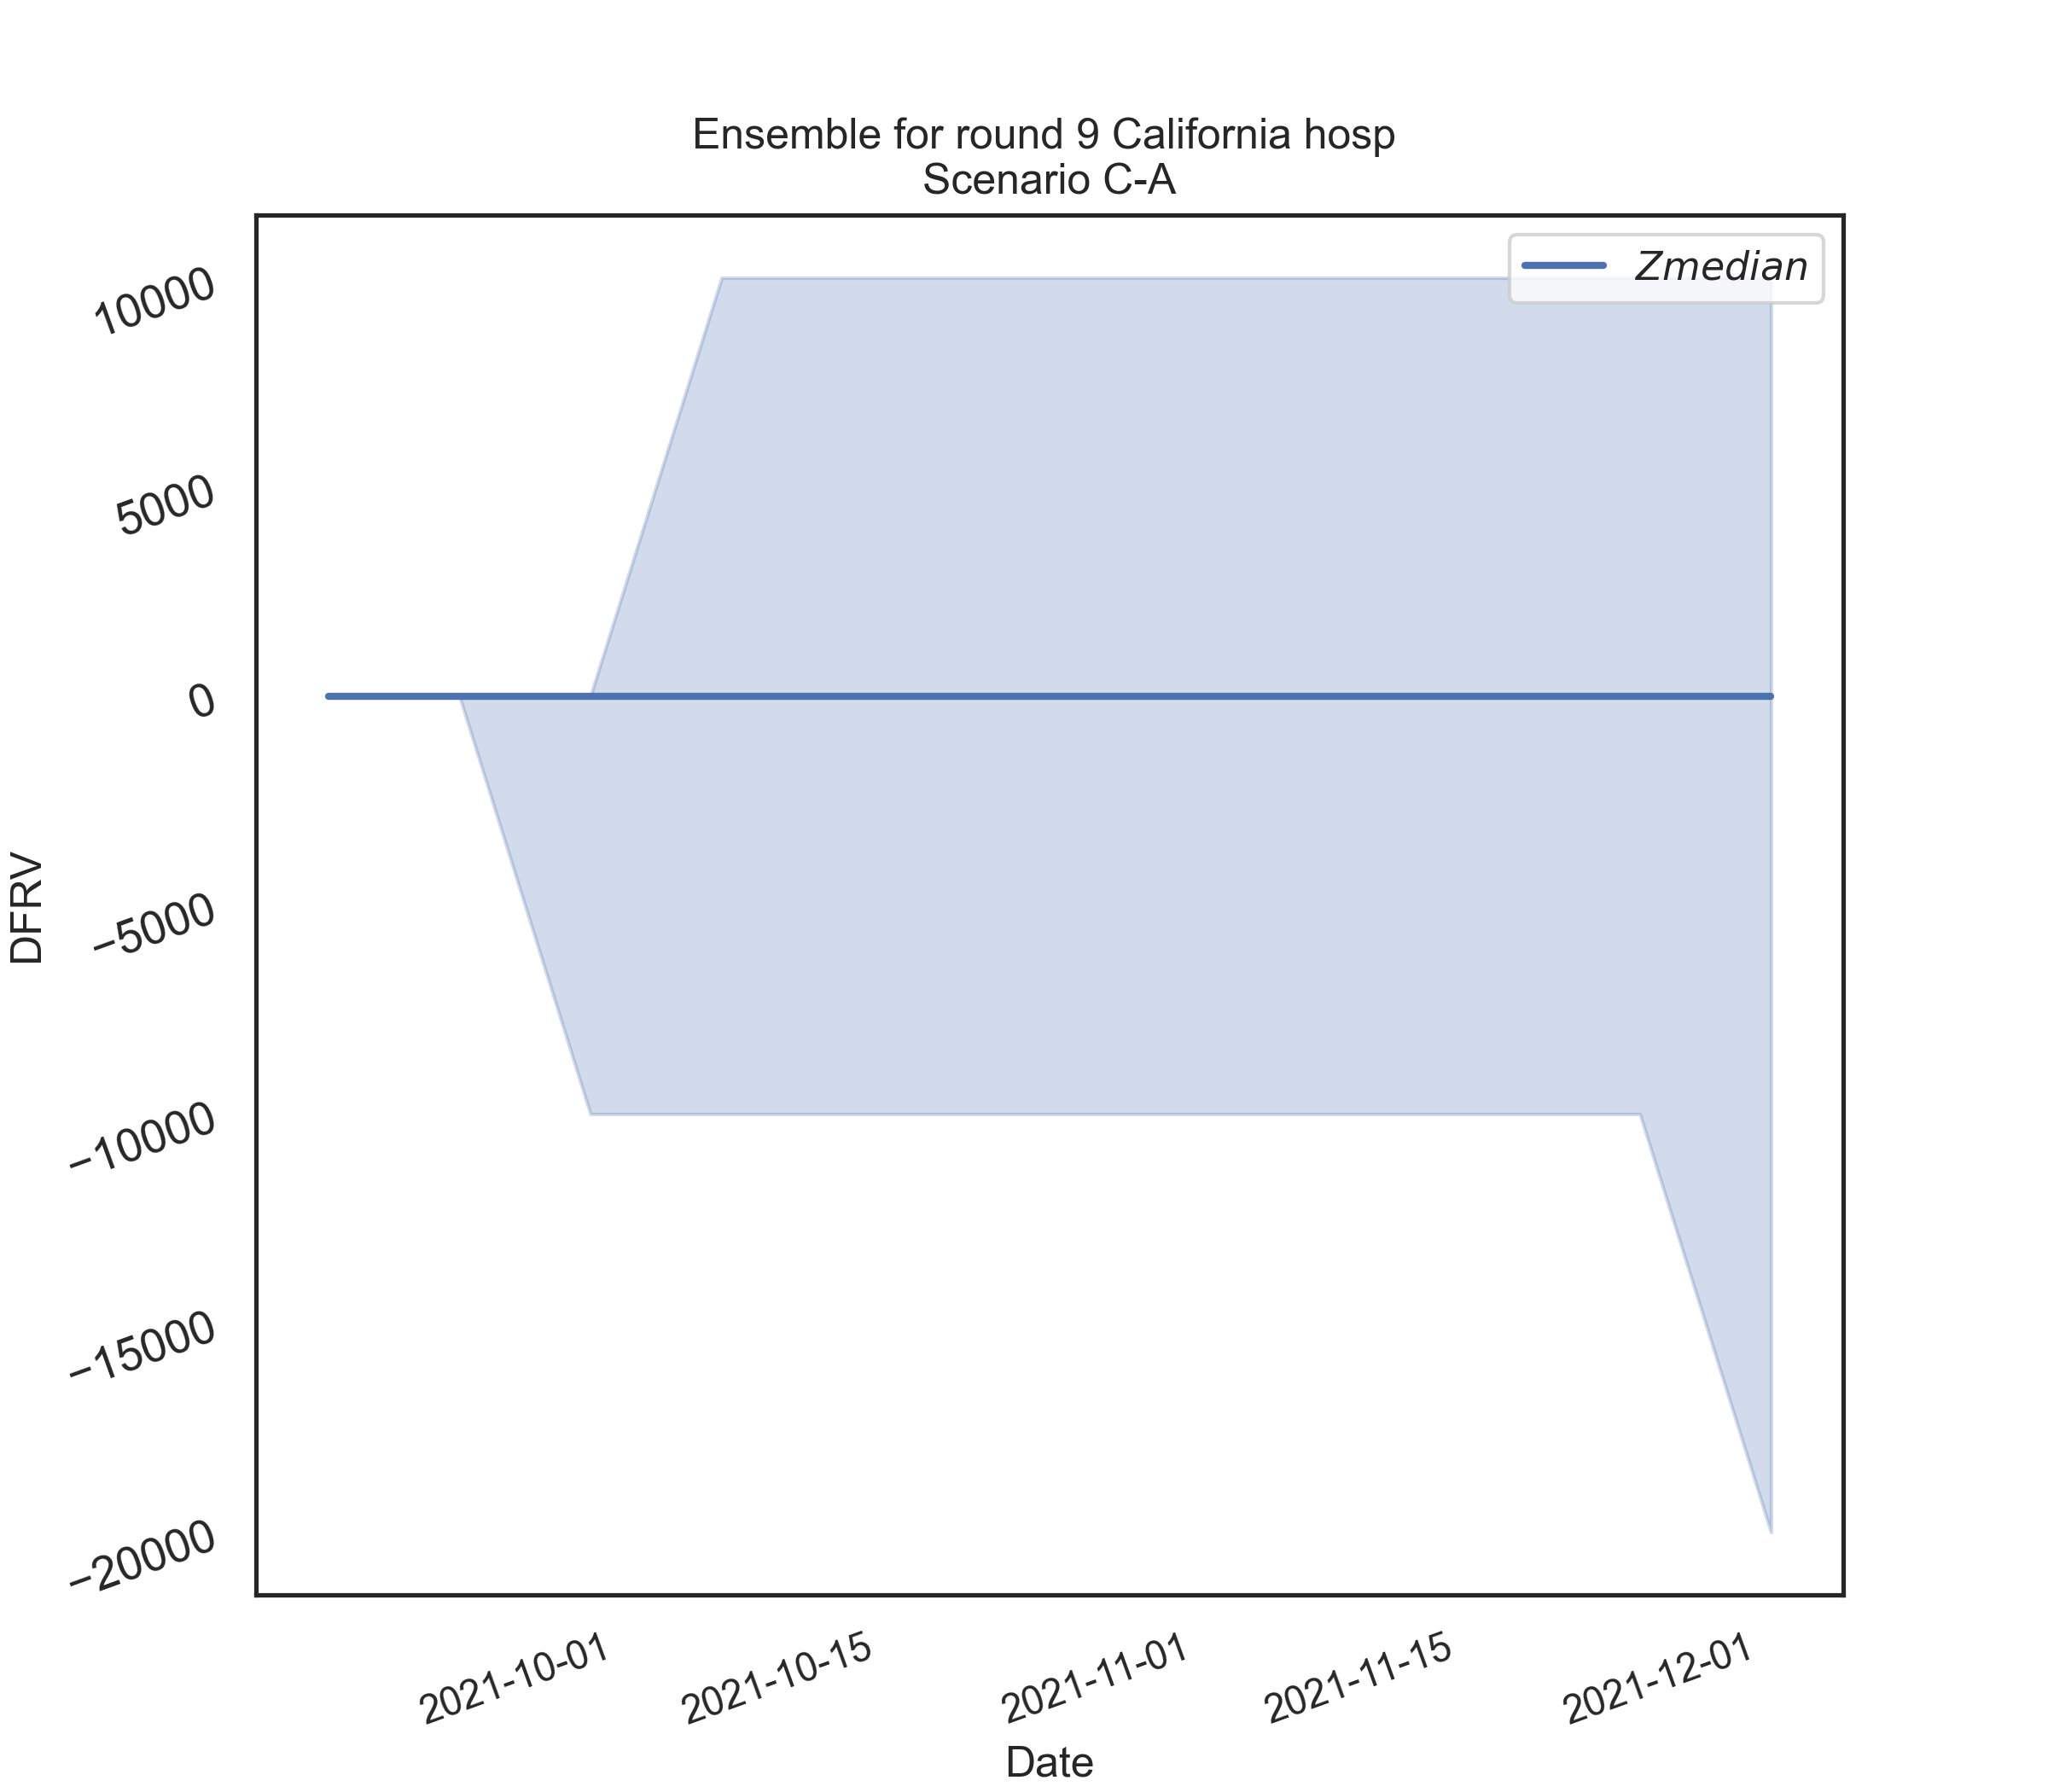 Ensemble for round 9 California hosp
Scenario C-A
Zmedian
10000
5000
0
−5000
−10000
−15000
−20000
DFRV
2021-10-01
2021-10-15
2021-11-01
2021-11-15
2021-12-01
Date